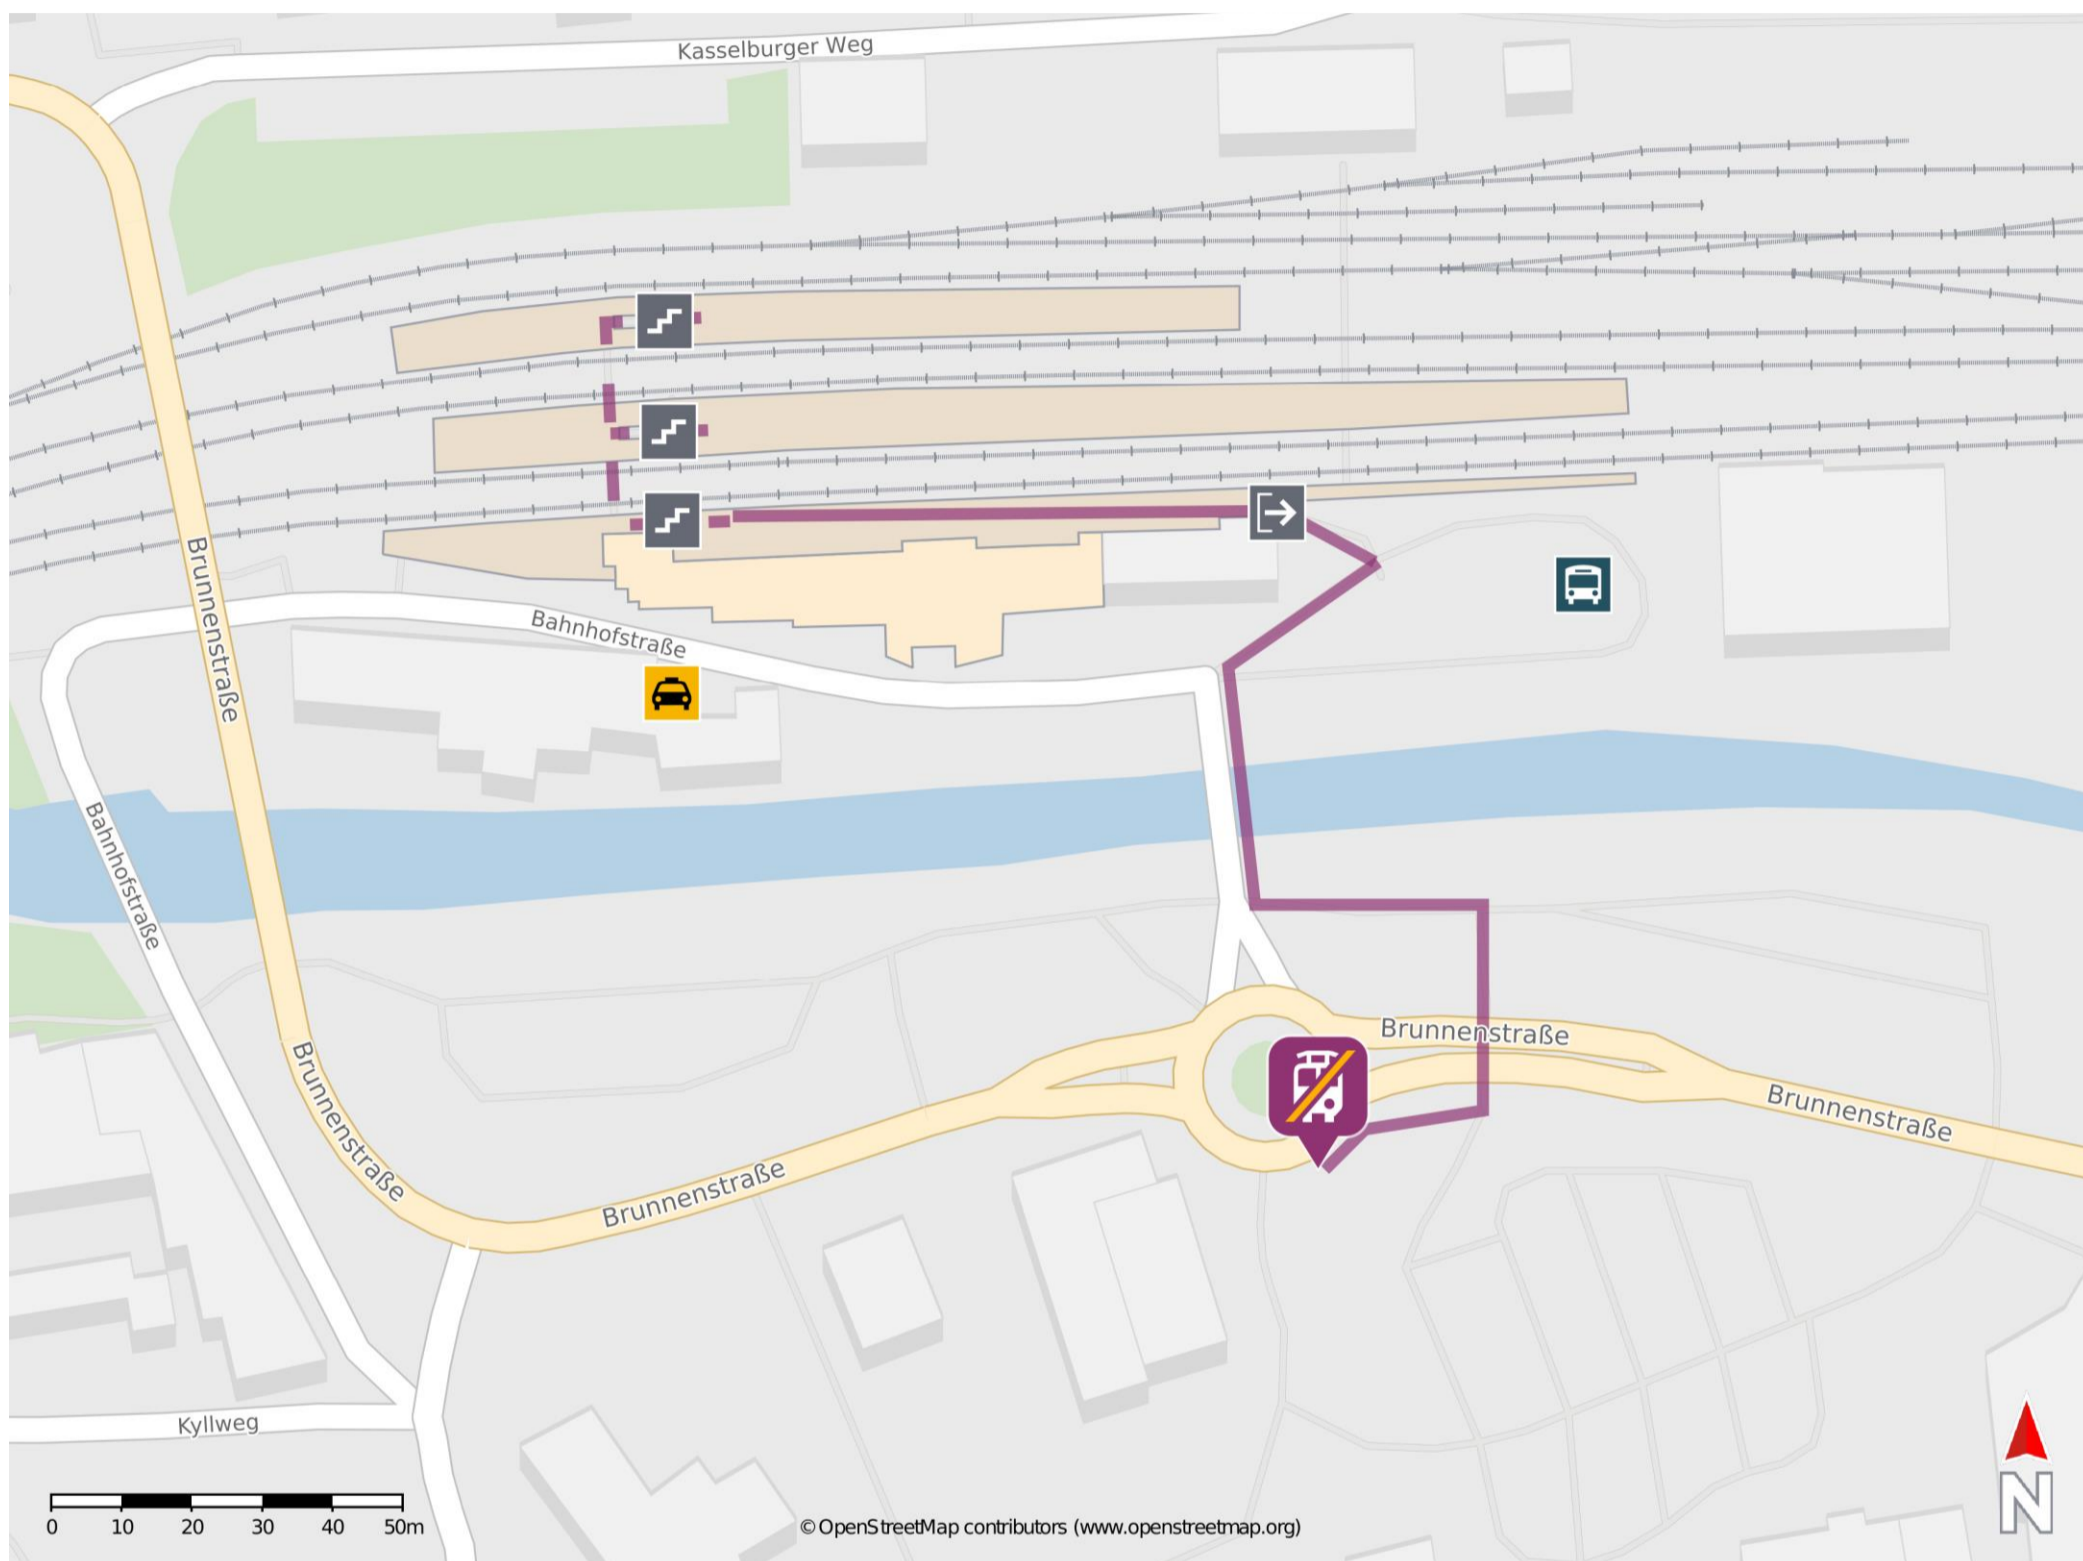 Kasselburger Weg
Brunnenstraße
Bahnhofstraße
Bahnhofstraße
Brunnenstraße
Brunnenstraße
Brunnenstraße
Brunnenstraße
Kyllweg
0 10 20 30 40 50m
© OpenStreetMap contributors (www.openstreetmap.org)
N